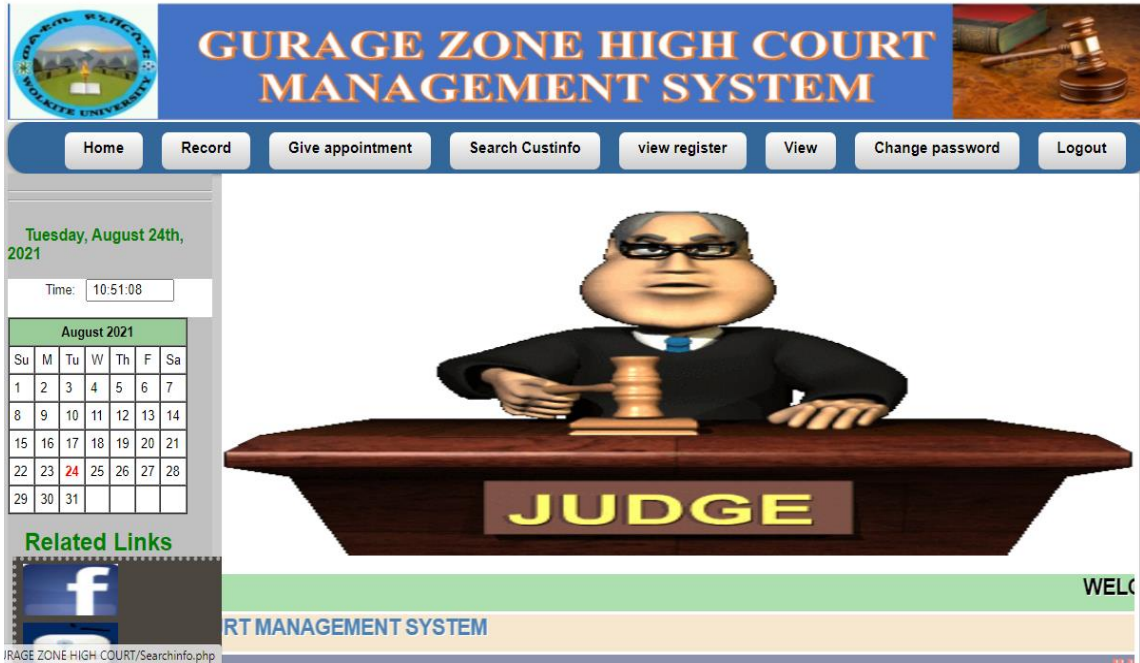 ወልቂጤ ዩኒቨርሲቲ
WOLKITE UNIVERSITY
GURAGE ZONE HIGH COURT
MANAGEMENT SYSTEM
Home Record Give appointment Search Custinfo view register View Change password Logout
Tuesday, August 24th,
2021
Time: 10:51:08
August 2021
Su M Tu W Th F Sa
1 2 3 4 5 6 7
8 9 10 11 12 13 14
15 16 17 18 19 20 21
22 23 24 25 26 27 28
29 30 31
JUDGE
Related Links
f
WELC
RT MANAGEMENT SYSTEM
RAGE ZONE HIGH COURT/Searchinfo.php